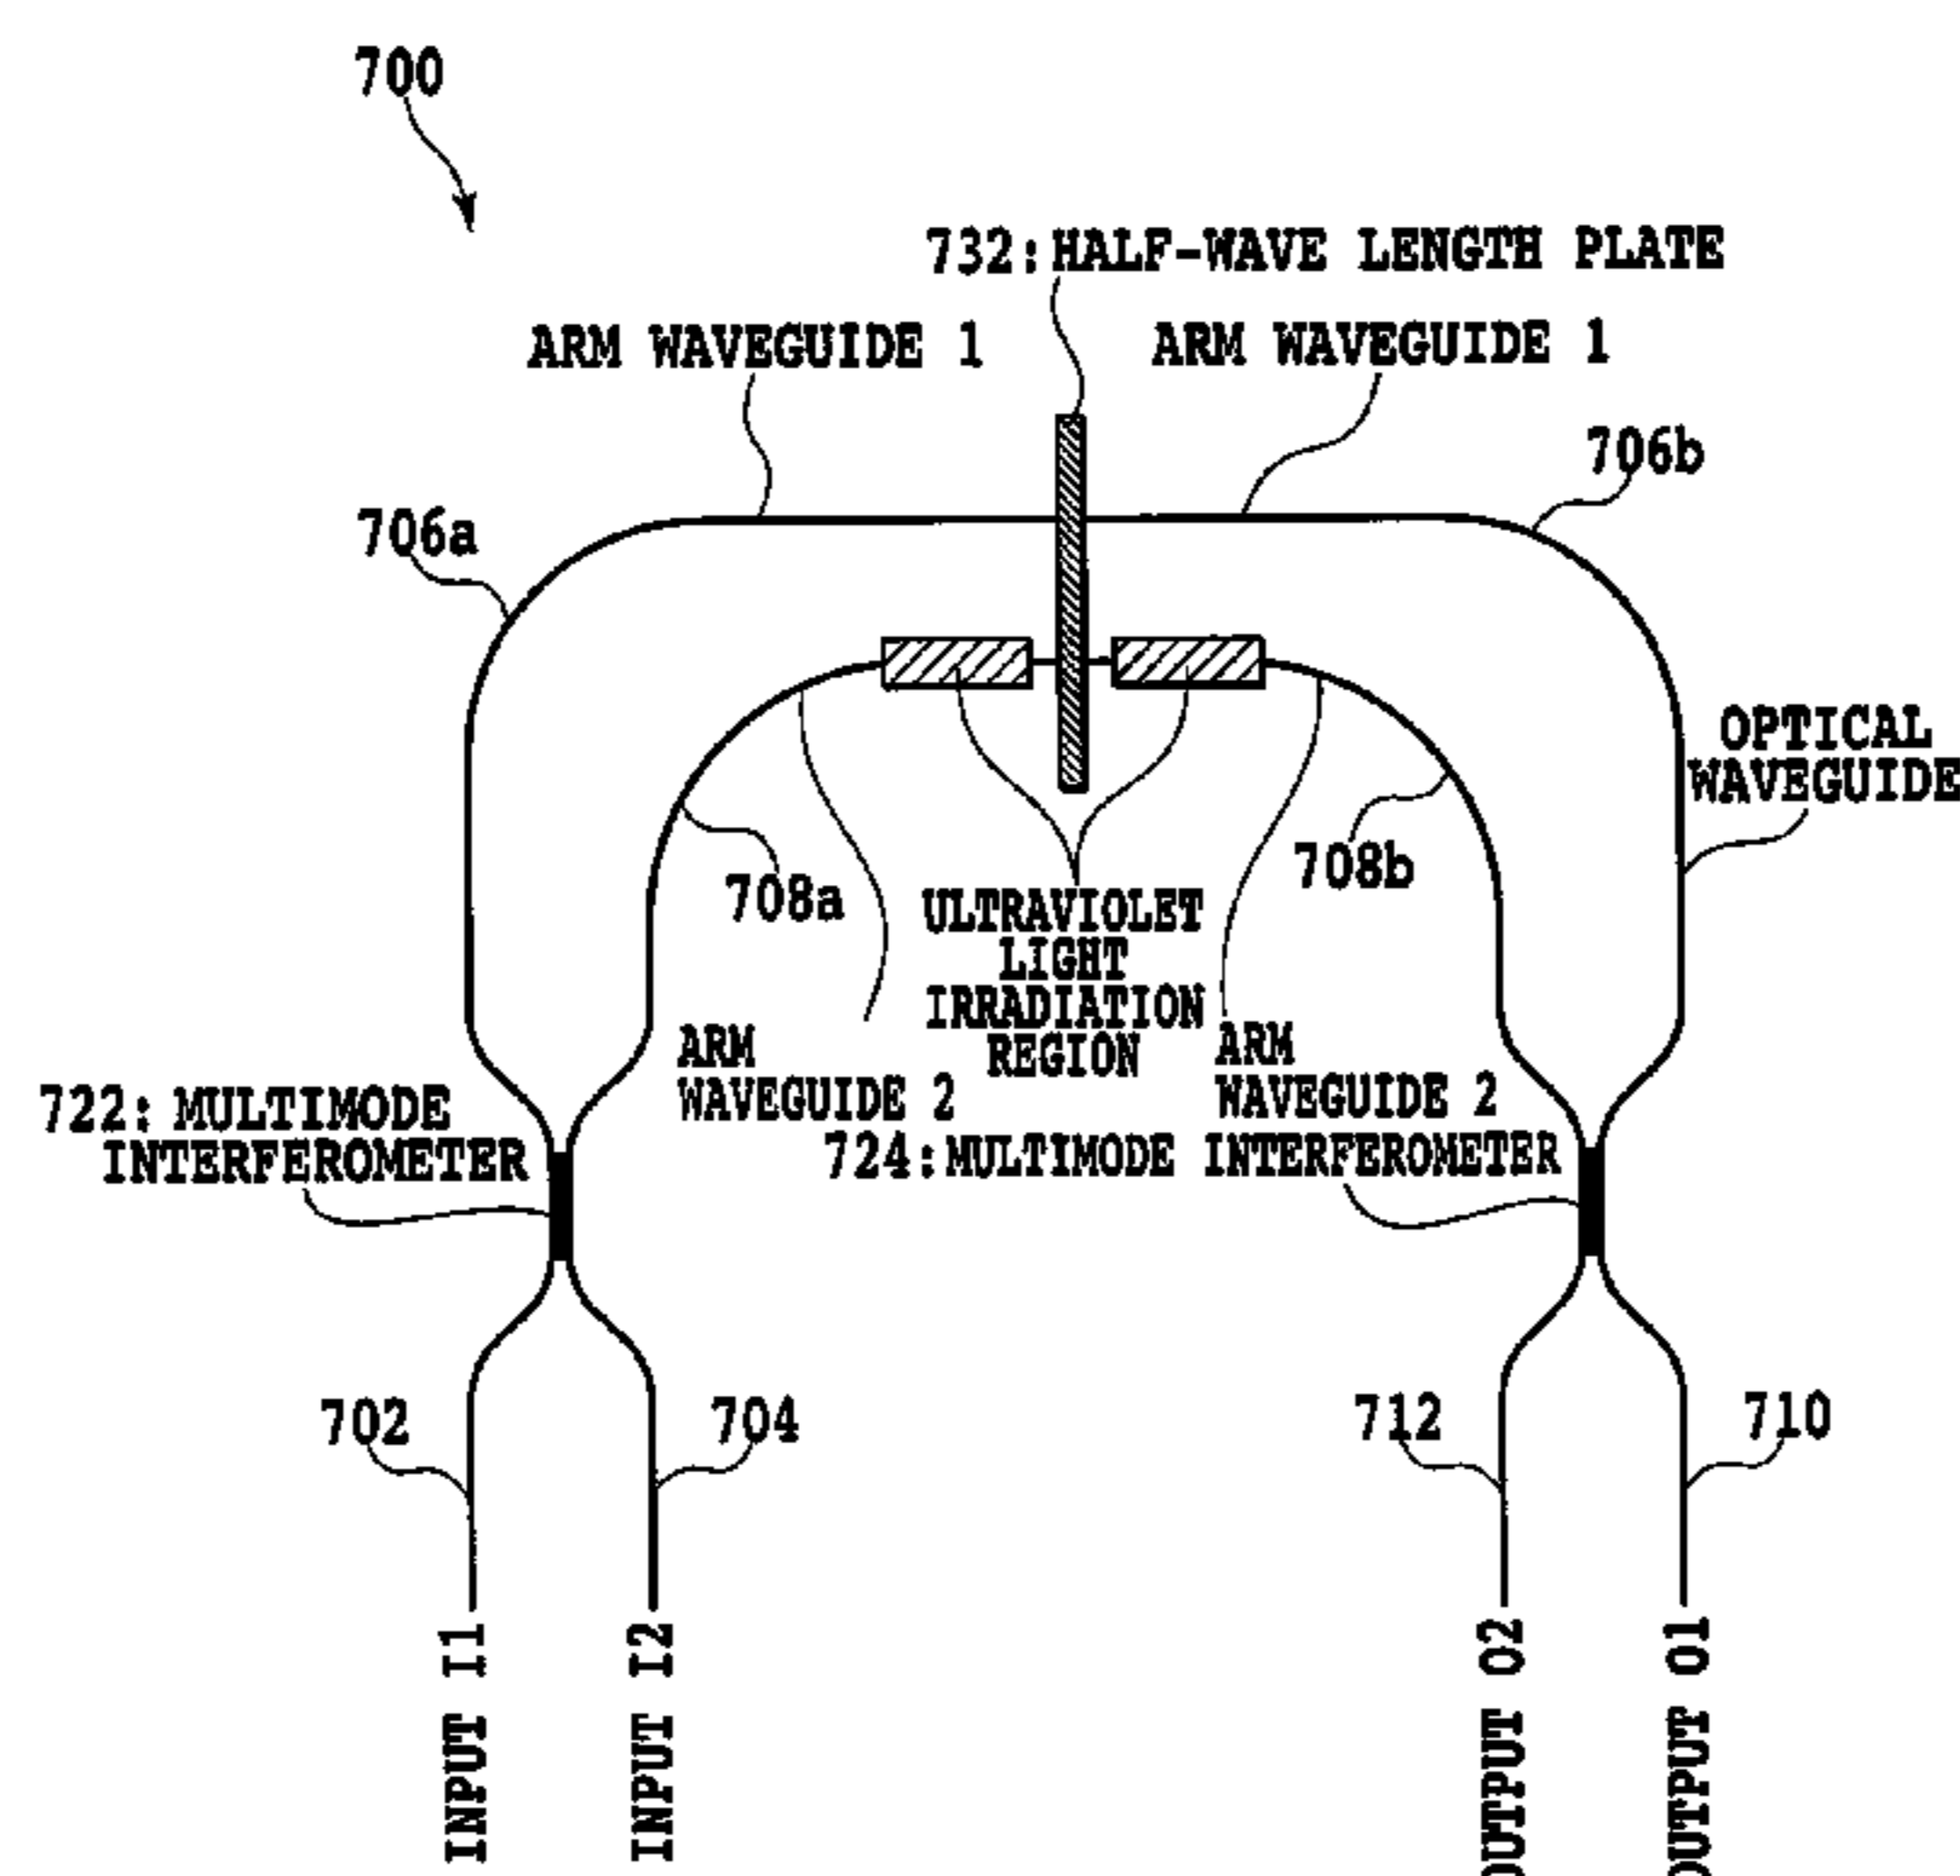 700
732:HALF-WAVE LENGTH PLATE
ARM WAVEGUIDE 1
ARM WAVEGUIDE 1
706b
706a
OPTICAL
WAVEGUIDE
708a
708b
ULTRAVIOLET
LIGHT
IRRADIATION
REGION
ARM
WAVEGUIDE 2
ARM
WAVEGUIDE 2
722: MULTIMODE
INTERFEROMETER
724:MULTIMODE INTERFEROMETER
702
704
712
710
INPUT I1
INPUT I2
OUTPUT O2
OUTPUT O1